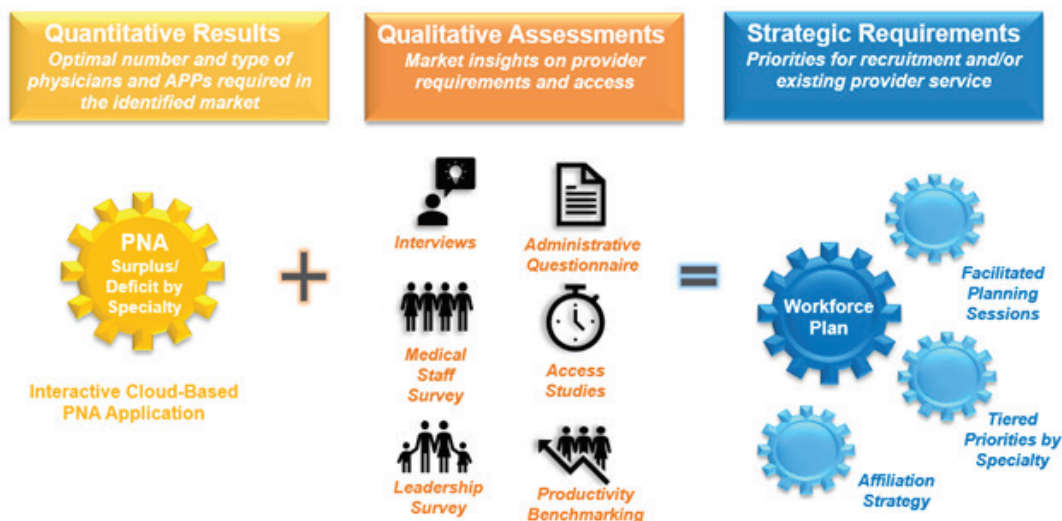 Quantitative Results
Optimal number and type of
physicians and APPs required in
the identified market
Qualitative Assessments
Market insights on provider
requirements and access
Strategic Requirements
Priorities for recruitment and/or
existing provider service
PNA
Surplus/
Deficit by
Specialty
Interactive Cloud-Based
PNA Application
+
Interviews
Administrative
Questionnaire
Medical
Staff
Survey
Access
Studies
Leadership
Survey
Productivity
Benchmarking
=
Workforce
Plan
Facilitated
Planning
Sessions
Tiered
Priorities by
Specialty
Affiliation
Strategy